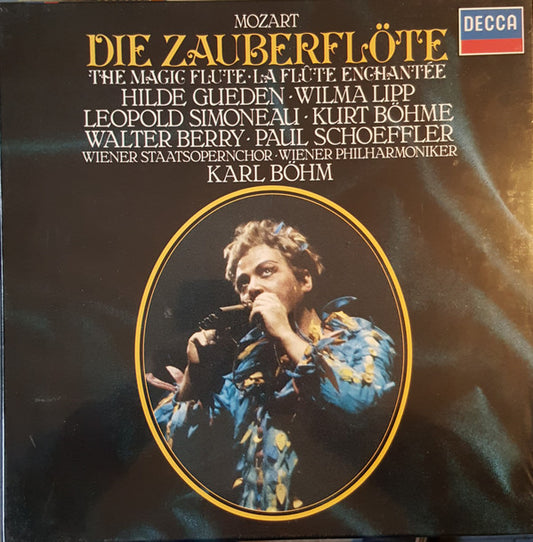 MOZART
DECCA
DIE ZAUBERFLÖTE
THE MAGIC FLUTE · LA FLÛTE ENCHANTÉE
HILDE GUEDEN · WILMA LIPP
LEOPOLD SIMONEAU · KURT BÖHME
WALTER BERRY · PAUL SCHOEFFLER
WIENER STAATSOPERNCHOR · WIENER PHILHARMONIKER
KARL BÖHM